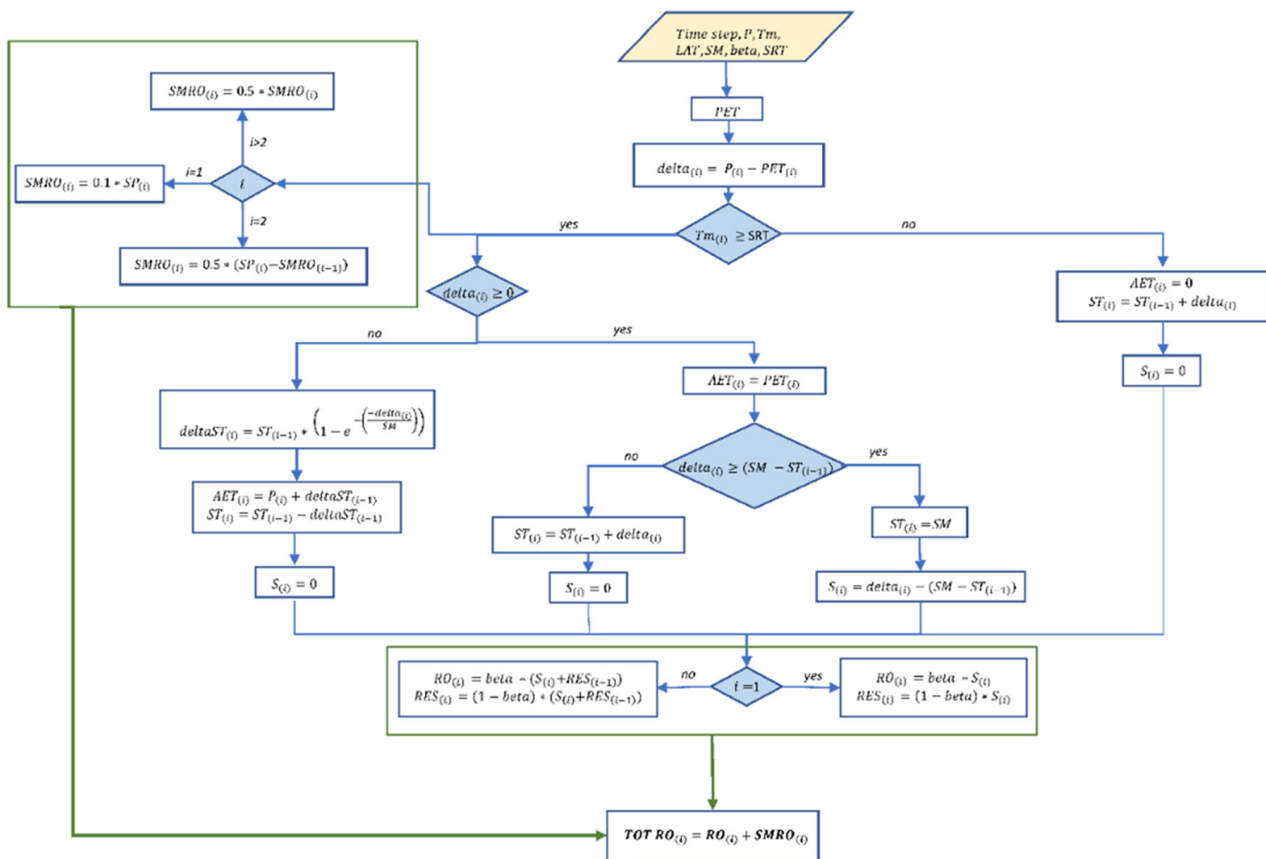 Time step, P, Tm,
LAT, SM, beta, SRT
PET
delta₍ᵢ₎ = P₍ᵢ₎ − PET₍ᵢ₎
Tm₍ᵢ₎ ≥ SRT
yes
no
SMRO₍ᵢ₎ = 0.5 * SMRO₍ᵢ₎
i>2
i=1
i
SMRO₍ᵢ₎ = 0.1 * SP₍ᵢ₎
i=2
SMRO₍ᵢ₎ = 0.5 * (SP₍ᵢ₎−SMRO₍ᵢ₋₁₎)
delta₍ᵢ₎ ≥ 0
AET₍ᵢ₎ = 0
ST₍ᵢ₎ = ST₍ᵢ₋₁₎ + delta₍ᵢ₎
S₍ᵢ₎ = 0
no
yes
deltaST₍ᵢ₎ = ST₍ᵢ₋₁₎ * (1 − e^−(−delta₍ᵢ₎/SM))
AET₍ᵢ₎ = P₍ᵢ₎ + deltaST₍ᵢ₋₁₎
ST₍ᵢ₎ = ST₍ᵢ₋₁₎ − deltaST₍ᵢ₋₁₎
S₍ᵢ₎ = 0
AET₍ᵢ₎ = PET₍ᵢ₎
delta₍ᵢ₎ ≥ (SM − ST₍ᵢ₋₁₎)
no
yes
ST₍ᵢ₎ = ST₍ᵢ₋₁₎ + delta₍ᵢ₎
S₍ᵢ₎ = 0
ST₍ᵢ₎ = SM
S₍ᵢ₎ = delta₍ᵢ₎ − (SM − ST₍ᵢ₋₁₎)
RO₍ᵢ₎ = beta − (S₍ᵢ₎+RES₍ᵢ₋₁₎)
RES₍ᵢ₎ = (1 − beta) * (S₍ᵢ₎+RES₍ᵢ₋₁₎)
no
i =1
yes
RO₍ᵢ₎ = beta − S₍ᵢ₎
RES₍ᵢ₎ = (1 − beta) * S₍ᵢ₎
TOT RO₍ᵢ₎ = RO₍ᵢ₎ + SMRO₍ᵢ₎